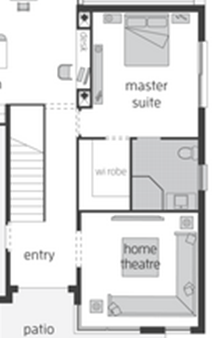 desk
master
suite
wi robe
entry
home
theatre
patio